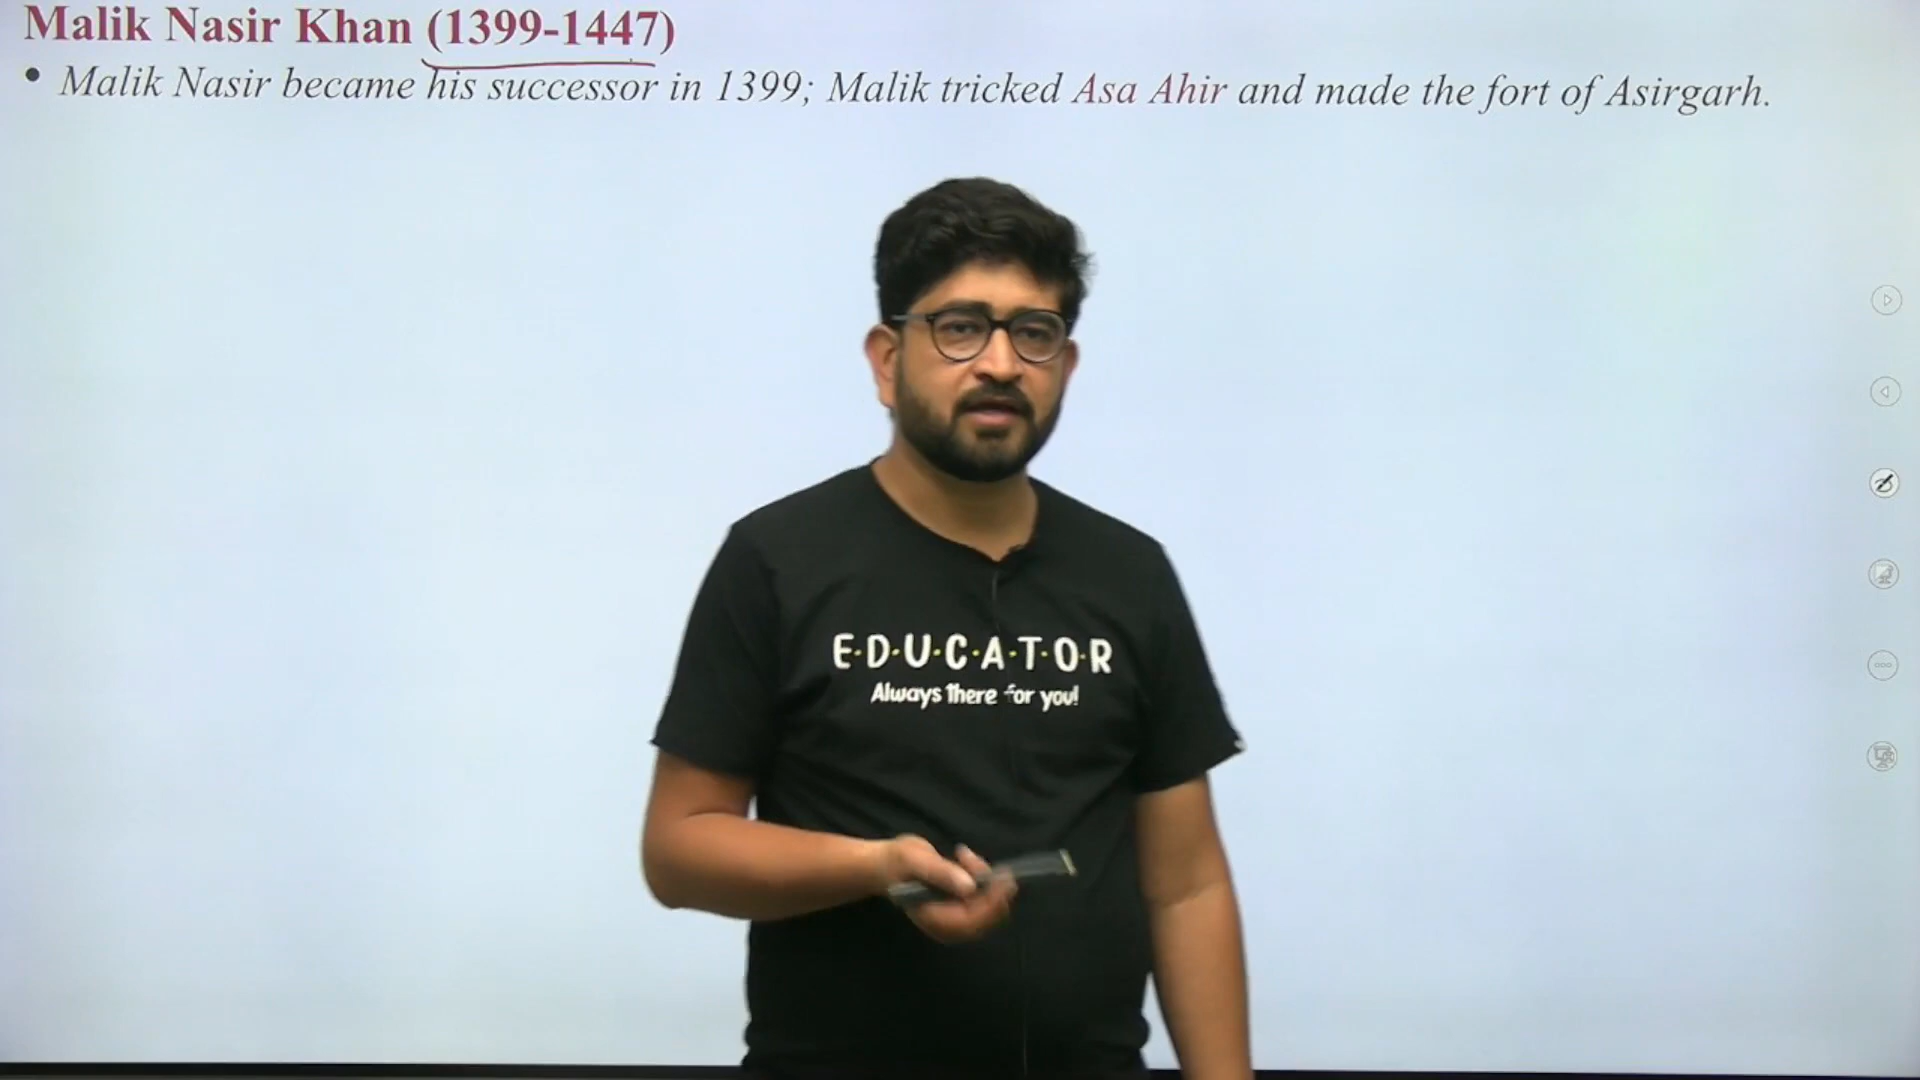 Malik Nasir Khan (1399-1447)
• Malik Nasir became his successor in 1399; Malik tricked Asa Ahir and made the fort of Asirgarh.
E·D·U·C·A·T·O·R
Always there for you!